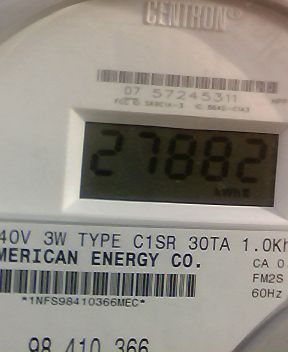 CENTRON®
07 57245311
27882
kWh
40V 3W TYPE C1SR 30TA 1.0Kh
MERICAN ENERGY CO.
CA 0.
FM2S
60Hz
*1NFS98410366MEC*
98 410 366